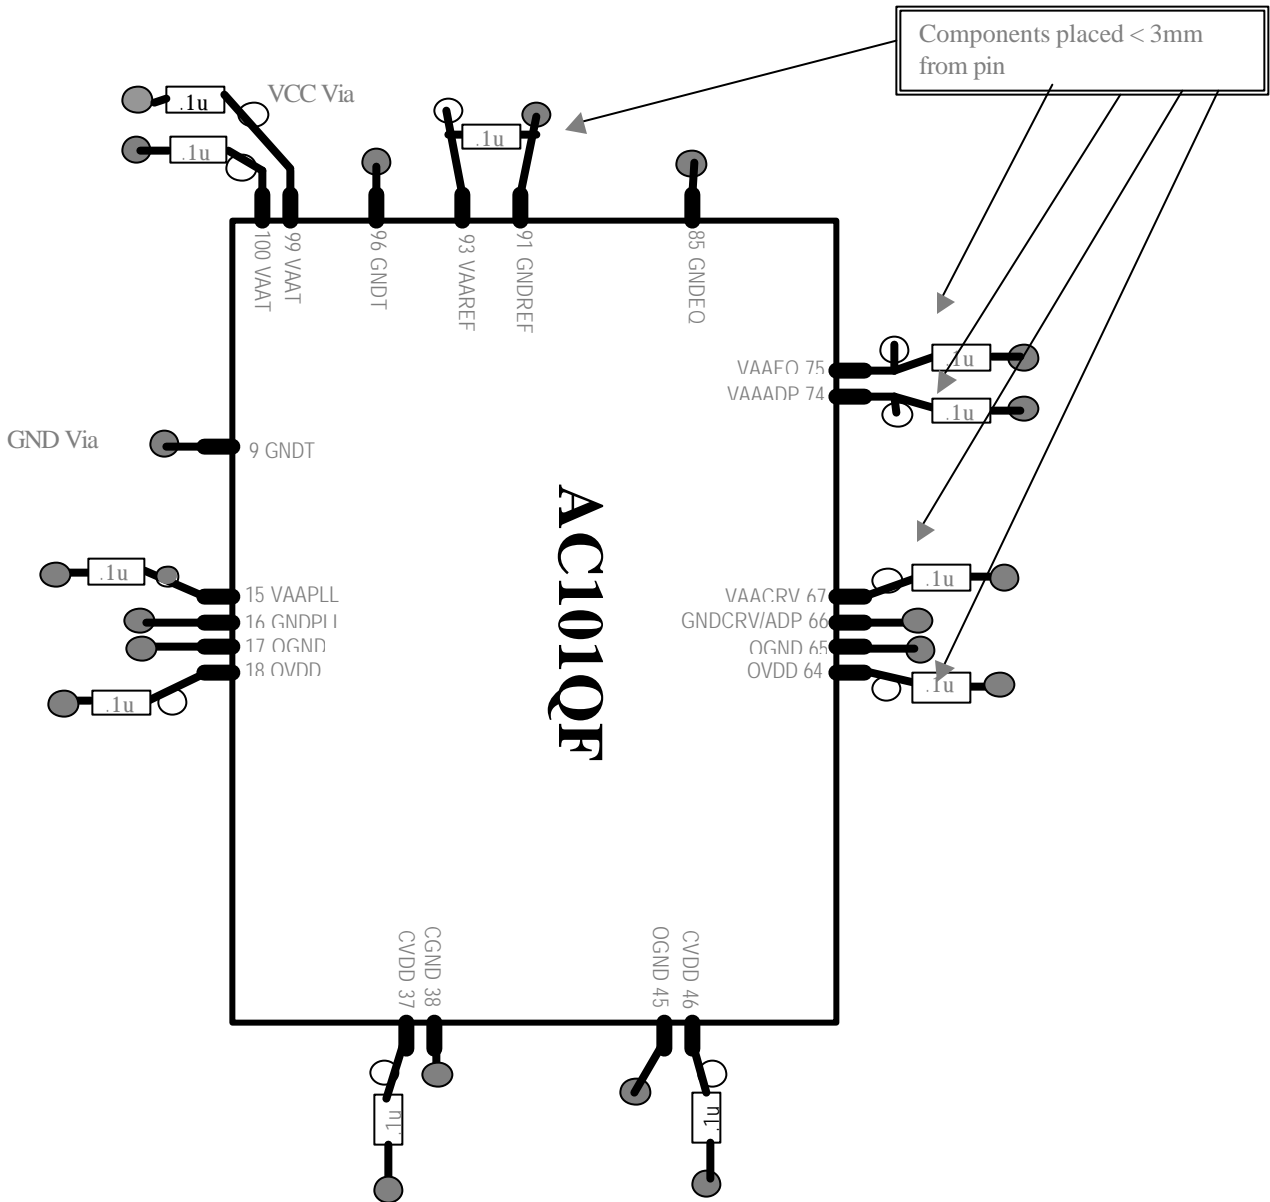 Components placed < 3mm
from pin
.1u
VCC Via
.1u
.1u
100 VAAT
99 VAAT
96 GNDT
93 VAAREF
91 GNDREF
85 GNDEQ
VAAEQ 75
.1u
VAAADP 74
.1u
GND Via
9 GNDT
AC101QF
.1u
15 VAAPLL
16 GNDPLL
17 OGND
18 OVDD
.1u
VAACRV 67
.1u
GNDCRV/ADP 66
OGND 65
OVDD 64
.1u
CVDD 37
CGND 38
OGND 45
CVDD 46
.1u
.1u